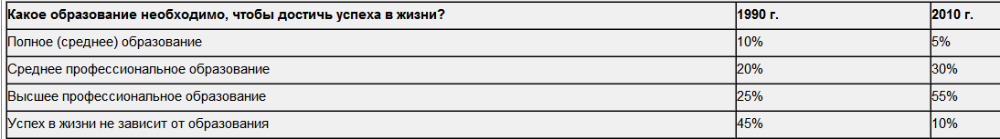 Какое образование необходимо, чтобы достичь успеха в жизни? 1990 г. 2010 г.
Полное (среднее) образование 10% 5%
Среднее профессиональное образование 20% 30%
Высшее профессиональное образование 25% 55%
Успех в жизни не зависит от образования 45% 10%